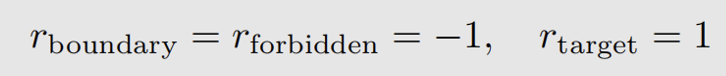 r_boundary = r_forbidden = −1, r_target = 1